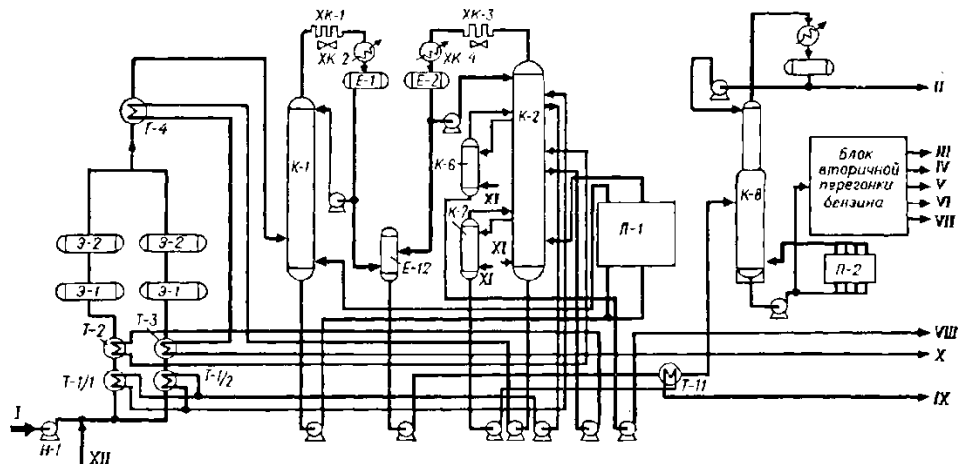 ХК-1
ХК-3
ХК-2
ХК-4
Е-1
Е-2
II
Т-4
К-1
К-2
К-6
XI
Блок
вторичной
перегонки
бензина
III
IV
V
VI
VII
К-7
XI
XI
П-1
К-8
П-2
Э-2
Э-2
Е-12
Э-1
Э-1
Т-2
Т-3
VIII
X
Т-1/1
Т-1/2
Т-11
IX
I
Н-1
XII